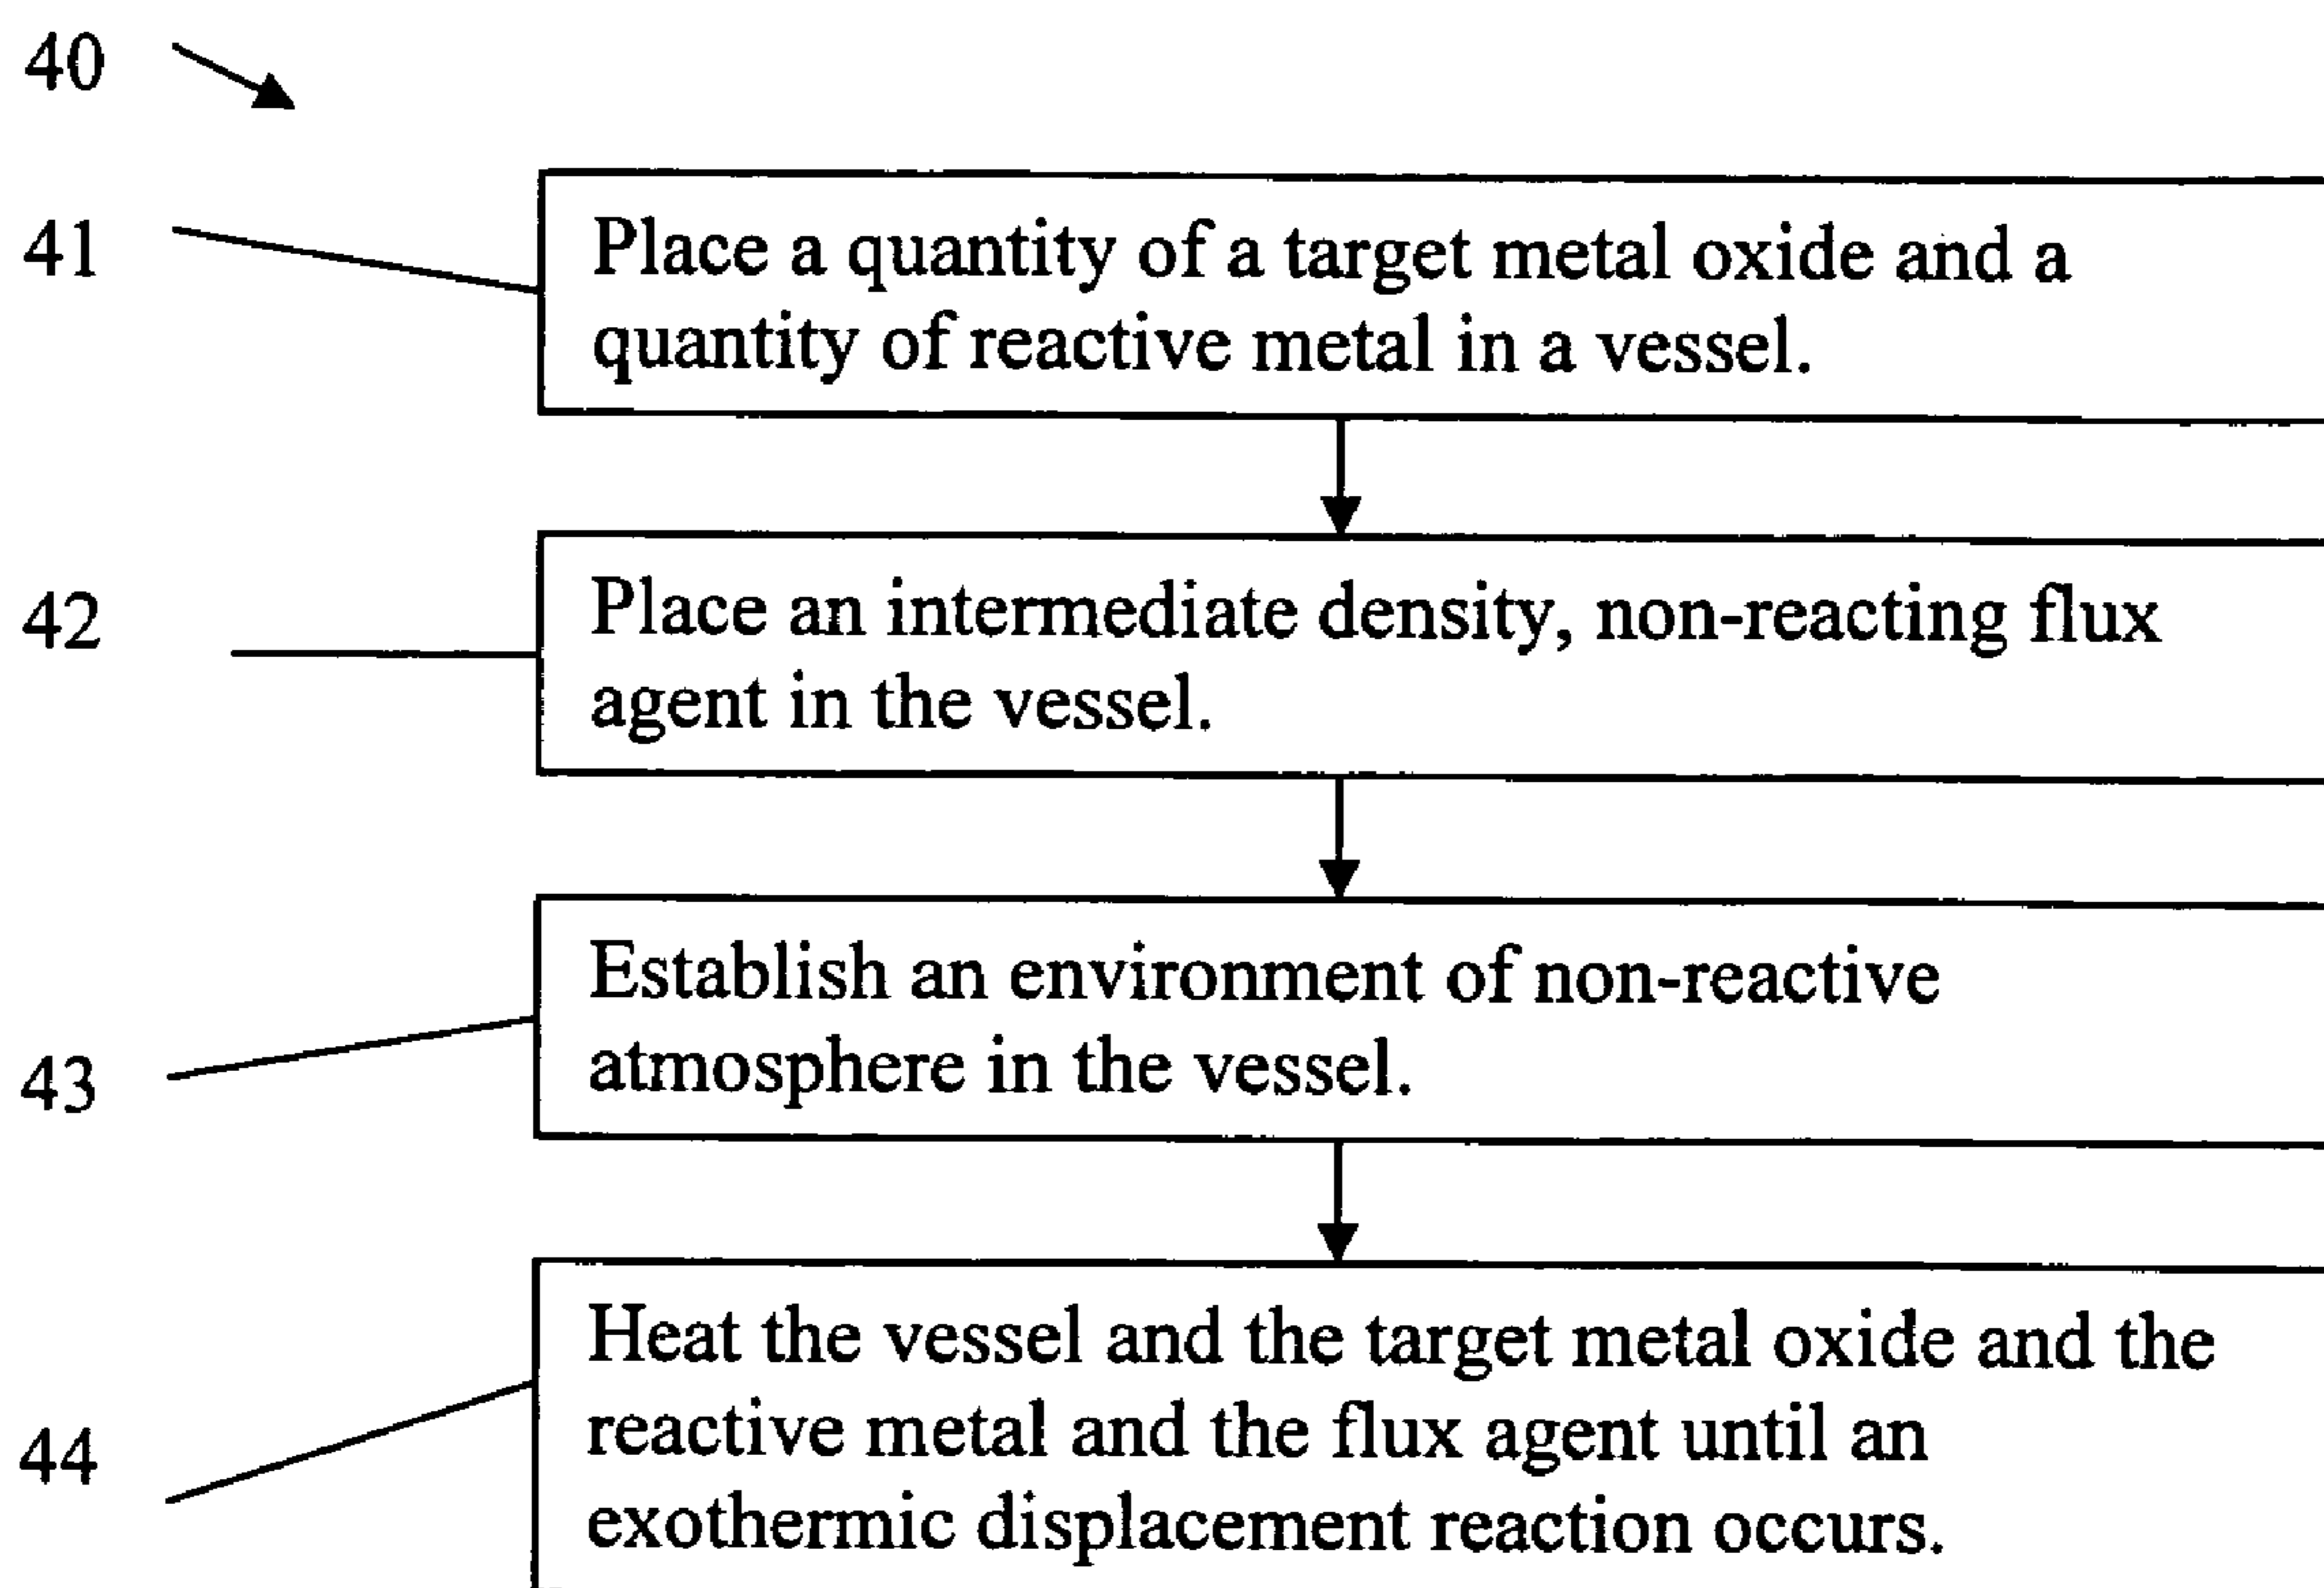 40
41
Place a quantity of a target metal oxide and a
quantity of reactive metal in a vessel.
42
Place an intermediate density, non-reacting flux
agent in the vessel.
43
Establish an environment of non-reactive
atmosphere in the vessel.
44
Heat the vessel and the target metal oxide and the
reactive metal and the flux agent until an
exothermic displacement reaction occurs.